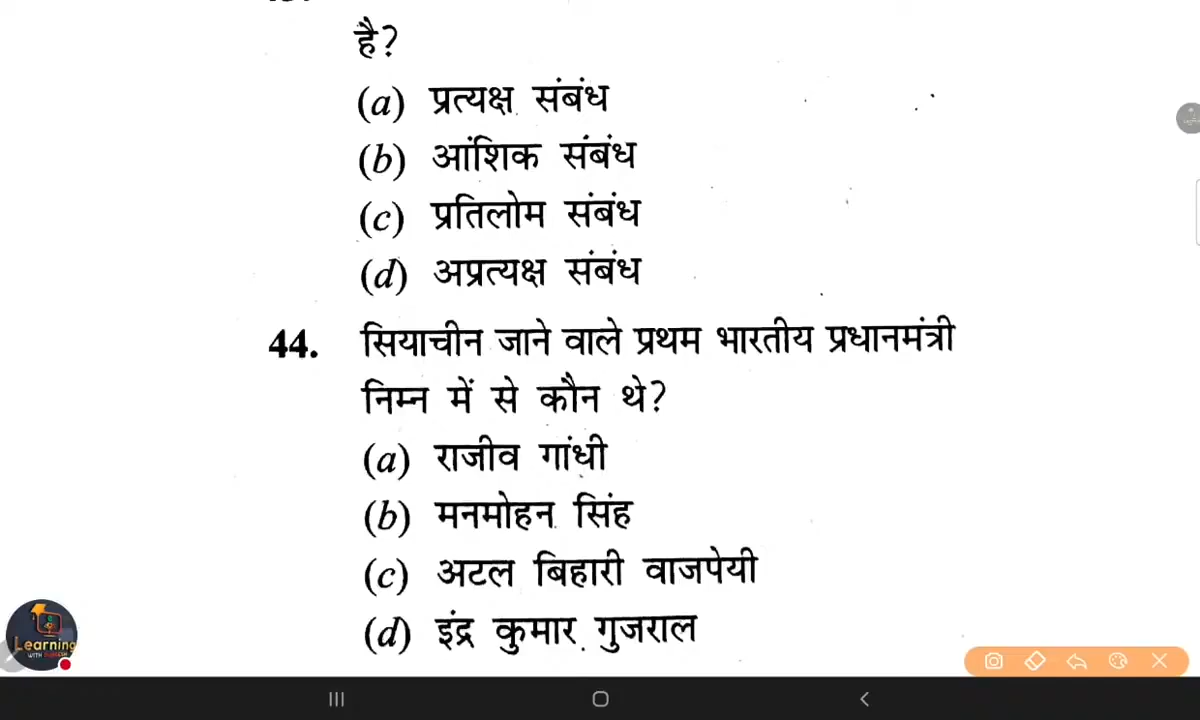 है?
(a) प्रत्यक्ष संबंध
(b) आंशिक संबंध
(c) प्रतिलोम संबंध
(d) अप्रत्यक्ष संबंध
44. सियाचीन जाने वाले प्रथम भारतीय प्रधानमंत्री
निम्न में से कौन थे?
(a) राजीव गांधी
(b) मनमोहन सिंह
(c) अटल बिहारी वाजपेयी
(d) इंद्र कुमार गुजराल
Learning